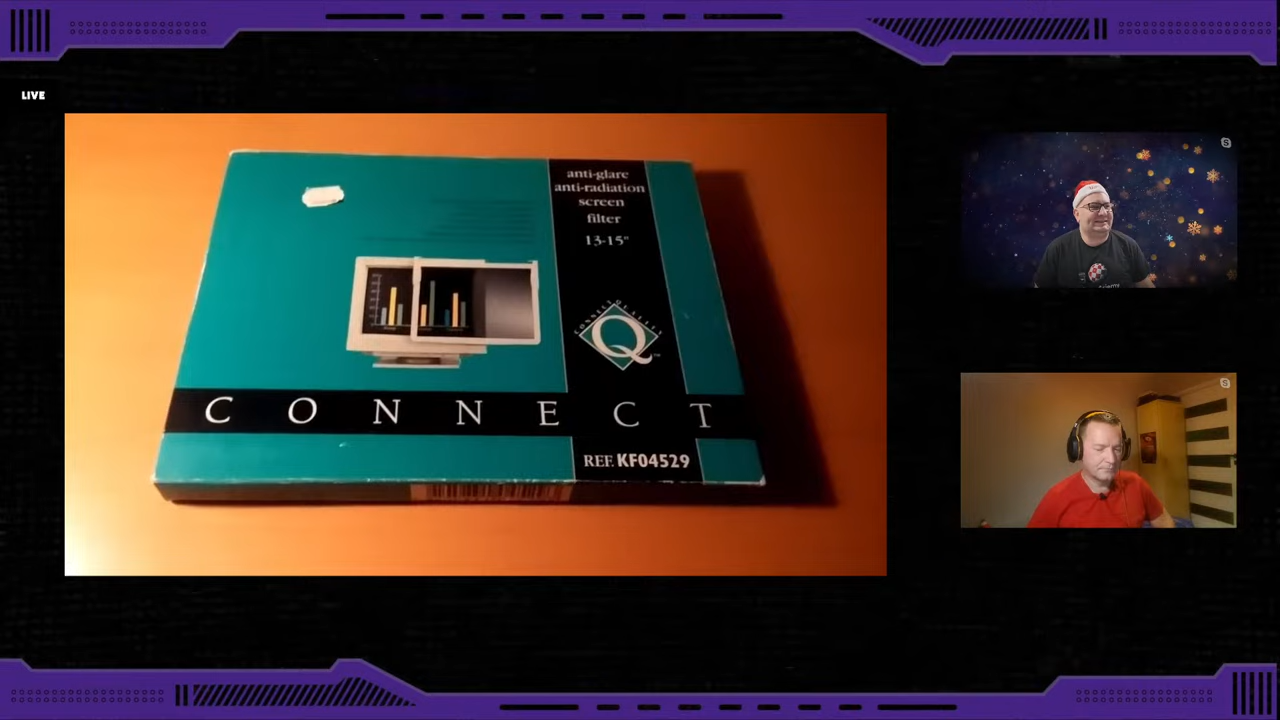 LIVE
anti-glare
anti-radiation
screen
filter
13-15"
Q
CONNECT
REF. KF04529